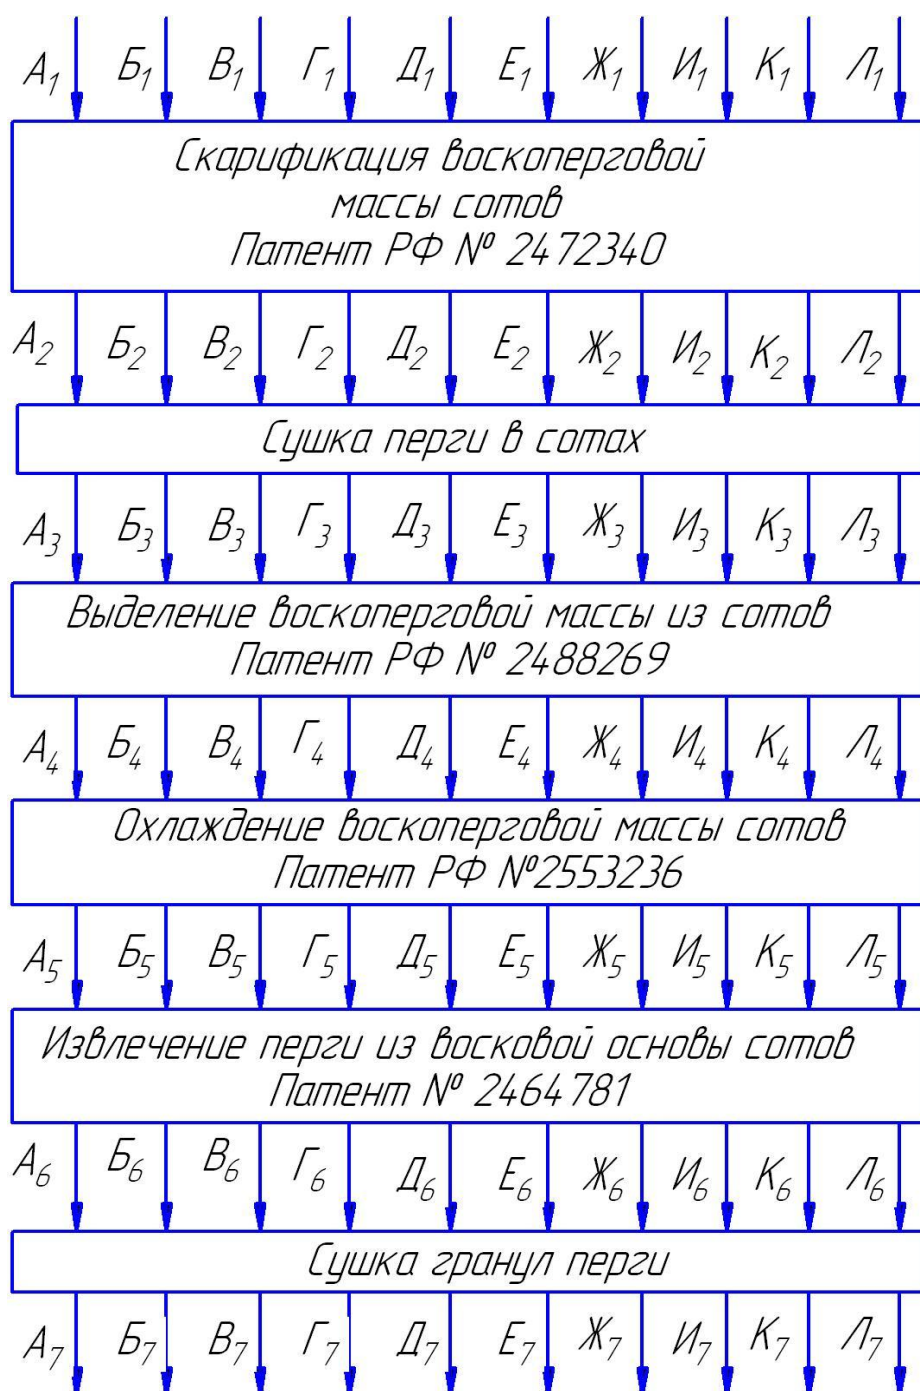 А1 Б1 В1 Г1 Д1 Е1 Ж1 И1 К1 Л1
Скарификация воскоперговой
массы сотов
Патент РФ № 2472340
А2 Б2 В2 Г2 Д2 Е2 Ж2 И2 К2 Л2
Сушка перги в сотах
А3 Б3 В3 Г3 Д3 Е3 Ж3 И3 К3 Л3
Выделение воскоперговой массы из сотов
Патент РФ № 2488269
А4 Б4 В4 Г4 Д4 Е4 Ж4 И4 К4 Л4
Охлаждение воскоперговой массы сотов
Патент РФ №2553236
А5 Б5 В5 Г5 Д5 Е5 Ж5 И5 К5 Л5
Извлечение перги из восковой основы сотов
Патент № 2464781
А6 Б6 В6 Г6 Д6 Е6 Ж6 И6 К6 Л6
Сушка гранул перги
А7 Б7 В7 Г7 Д7 Е7 Ж7 И7 К7 Л7